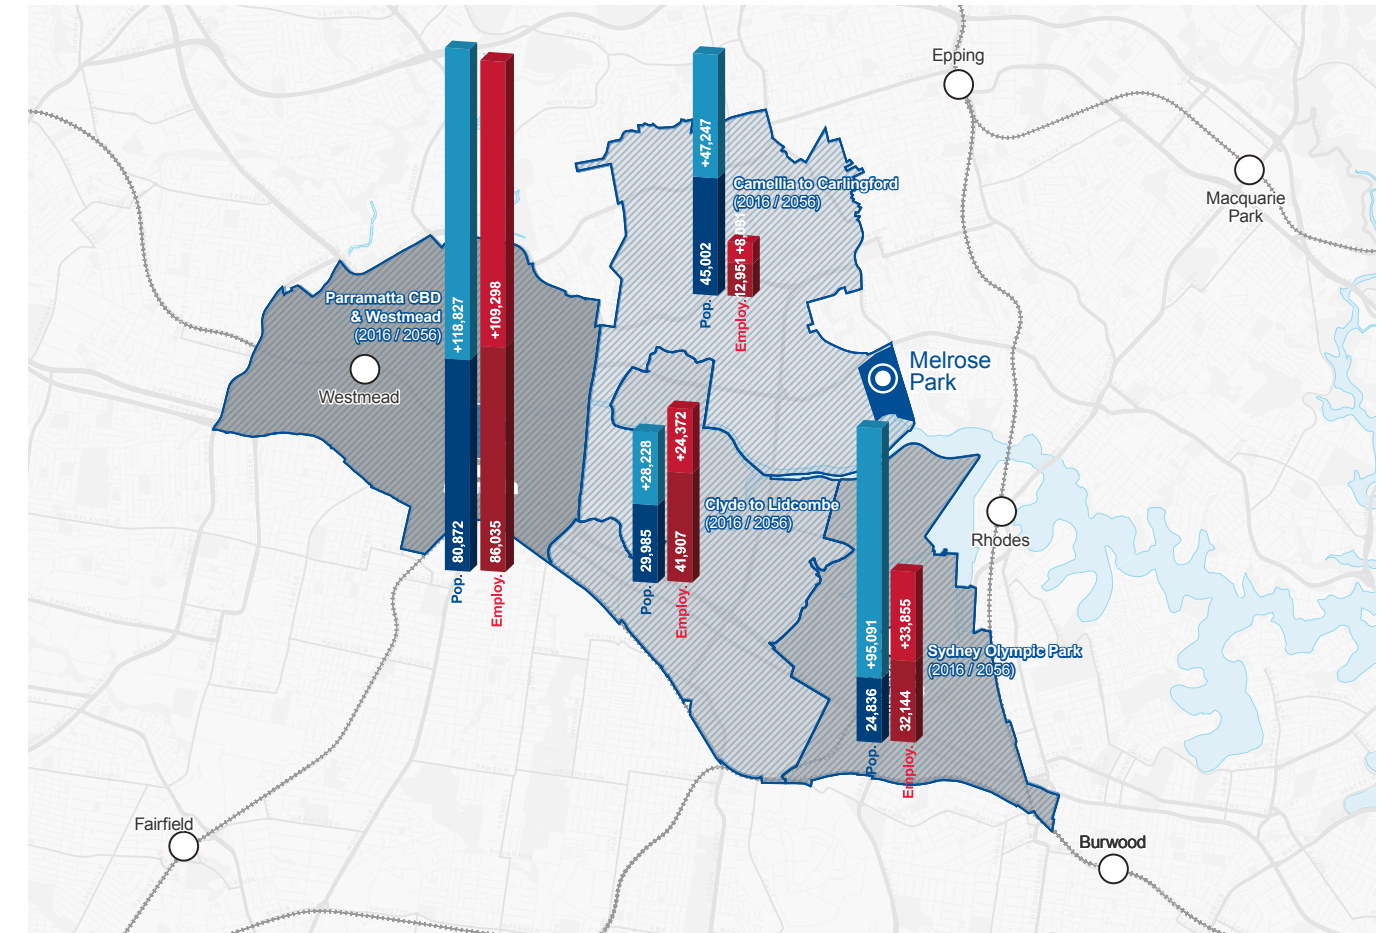 Epping
Macquarie
Park
+47,247
45,002
Pop.
Camellia to Carlingford
(2016 / 2056)
+8,091
12,951
Employ.
+118,827
80,872
Pop.
+109,298
86,035
Employ.
Parramatta CBD
& Westmead
(2016 / 2056)
Westmead
Melrose
Park
+28,228
29,985
Pop.
+24,372
41,907
Employ.
Clyde to Lidcombe
(2016 / 2056)
Rhodes
+95,091
24,836
Pop.
+33,855
32,144
Employ.
Sydney Olympic Park
(2016 / 2056)
Fairfield
Burwood